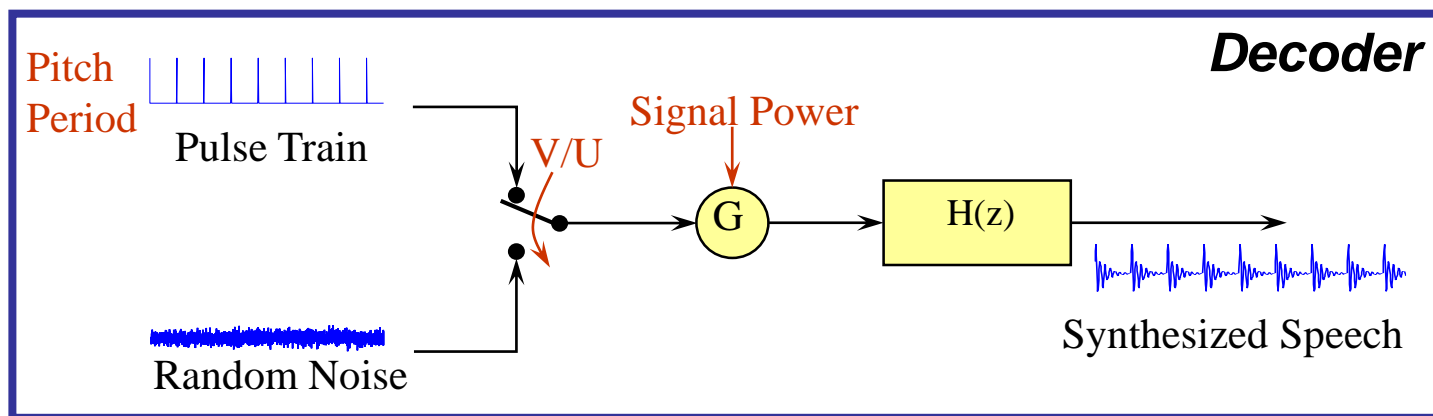 Decoder
Pitch
Period
Pulse Train
Signal Power
V/U
G
H(z)
Random Noise
Synthesized Speech